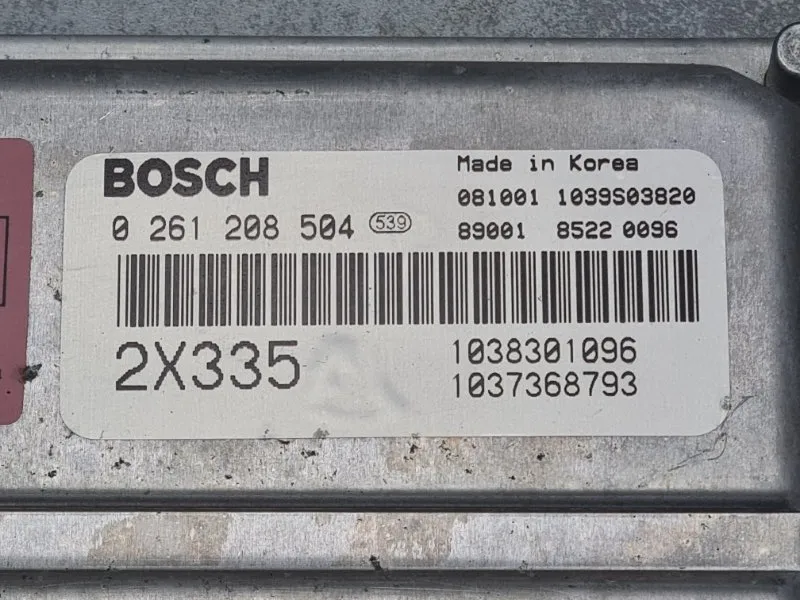 BOSCH
Made in Korea
081001 1039S03820
0 261 208 504 539
89001 8522 0096
2X335
1038301096
1037368793